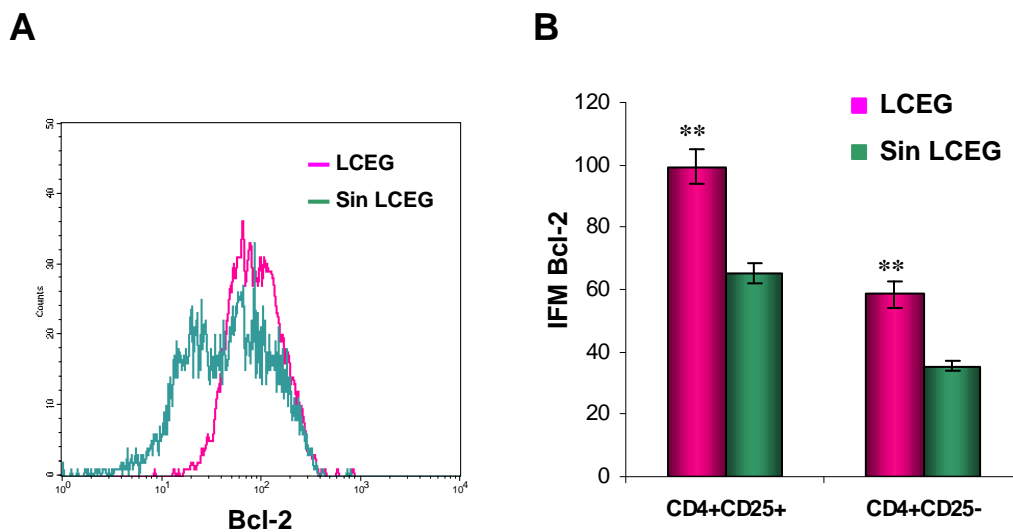 A
B
50
40
30
20
10
0
Counts
LCEG
Sin LCEG
10^0
10^1
10^2
10^3
10^4
Bcl-2
120
100
80
60
40
20
0
IFM Bcl-2
LCEG
Sin LCEG
**
**
CD4+CD25+
CD4+CD25-